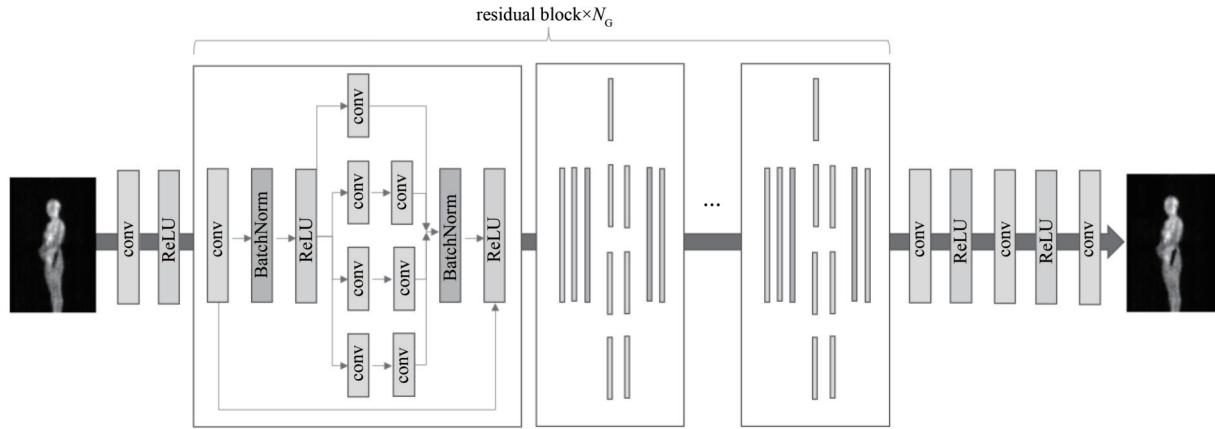 residual block×N_G
conv
ReLU
conv
BatchNorm
ReLU
conv
conv
conv
conv
conv
conv
conv
BatchNorm
ReLU
...
conv
ReLU
conv
ReLU
conv